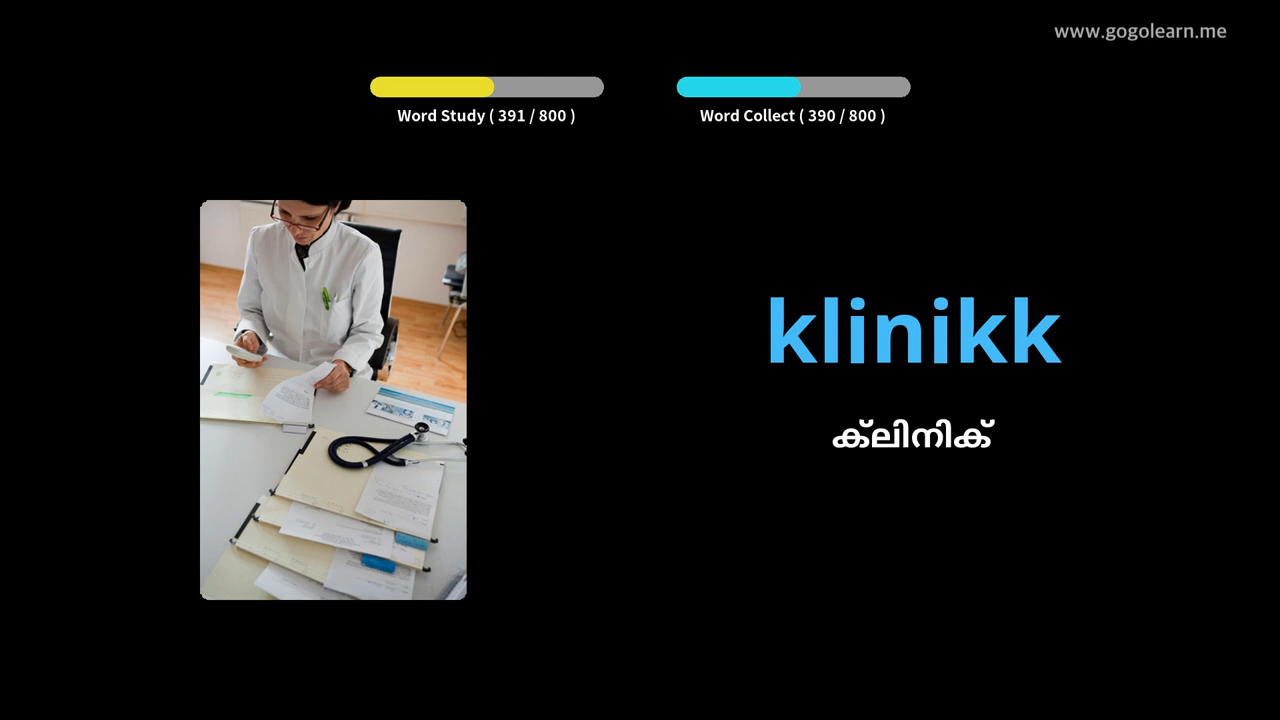 www.gogolearn.me
Word Study ( 391 / 800 )
Word Collect ( 390 / 800 )
klinikk
ക്ലിനിക്